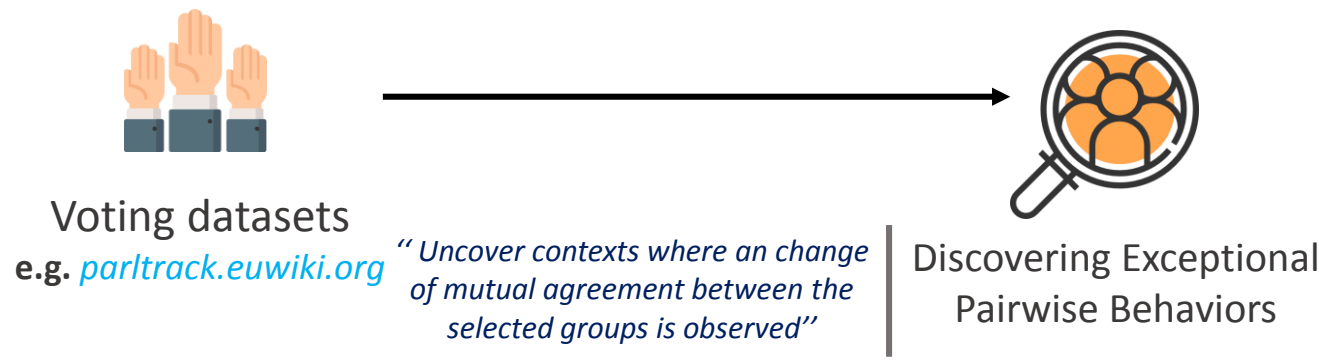 Voting datasets
e.g. parltrack.euwiki.org
‘‘ Uncover contexts where an change
of mutual agreement between the
selected groups is observed’’
Discovering Exceptional
Pairwise Behaviors